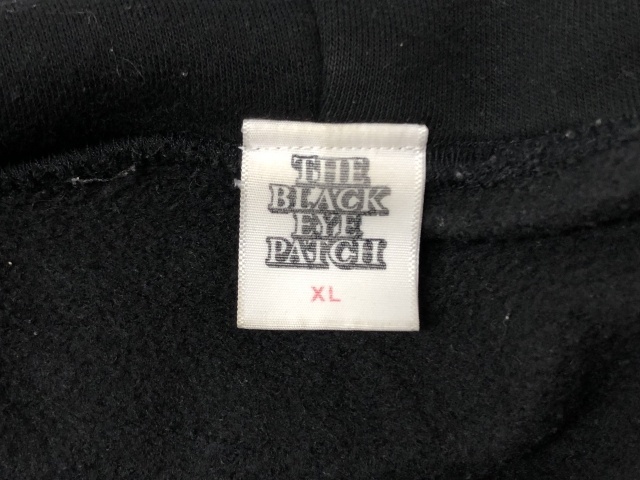 THE
BLACK
EYE
PATCH
XL